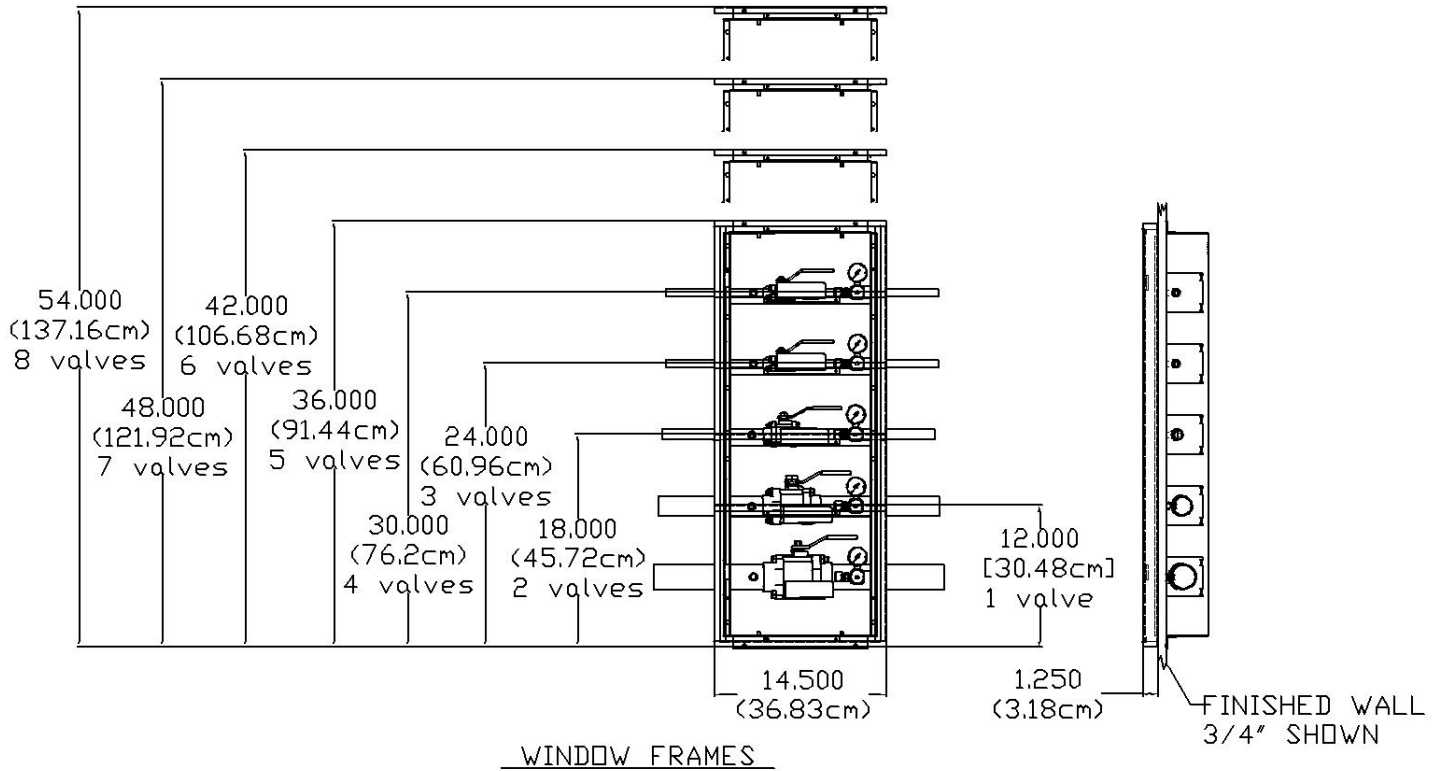 54.000
(137.16cm)
8 valves
48.000
(121.92cm)
7 valves
42.000
(106.68cm)
6 valves
36.000
(91.44cm)
5 valves
30.000
(76.2cm)
4 valves
24.000
(60.96cm)
3 valves
18.000
(45.72cm)
2 valves
12.000
[30.48cm]
1 valve
14.500
(36.83cm)
1.250
(3.18cm)
FINISHED WALL
3/4" SHOWN
WINDOW FRAMES